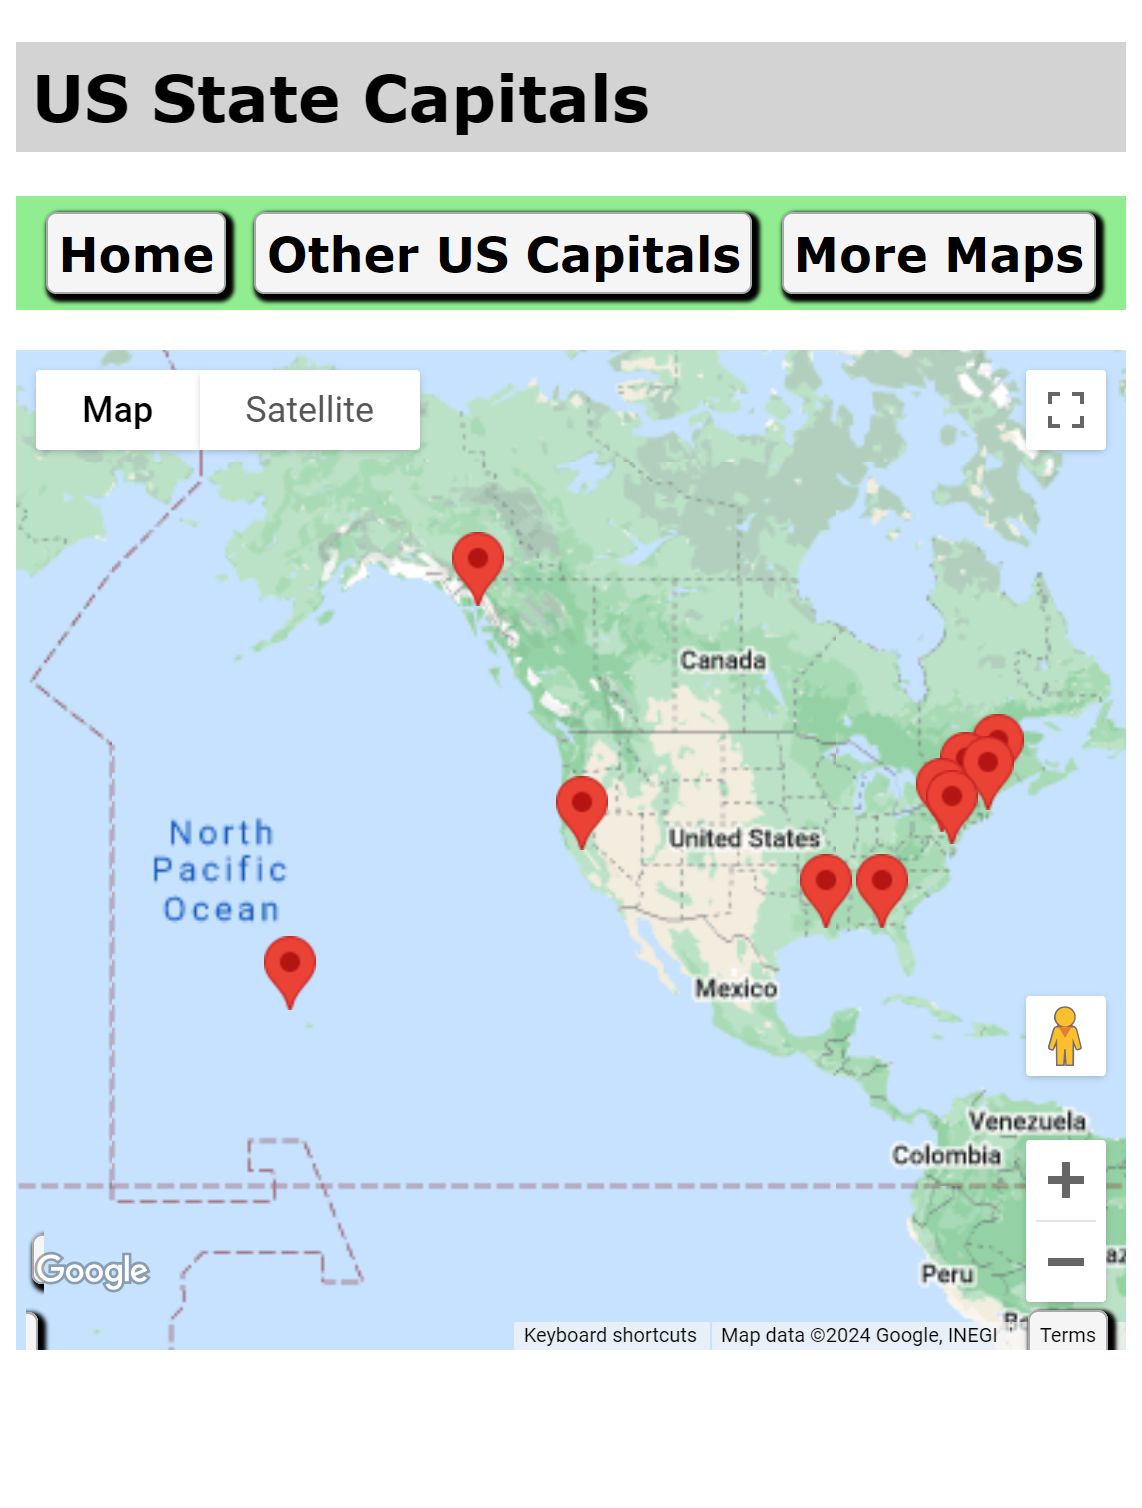 US State Capitals
Home
Other US Capitals
More Maps
Map
Satellite
Canada
United States
North
Pacific
Ocean
Mexico
Venezuela
Colombia
Peru
Google
Keyboard shortcuts
Map data ©2024 Google, INEGI
Terms